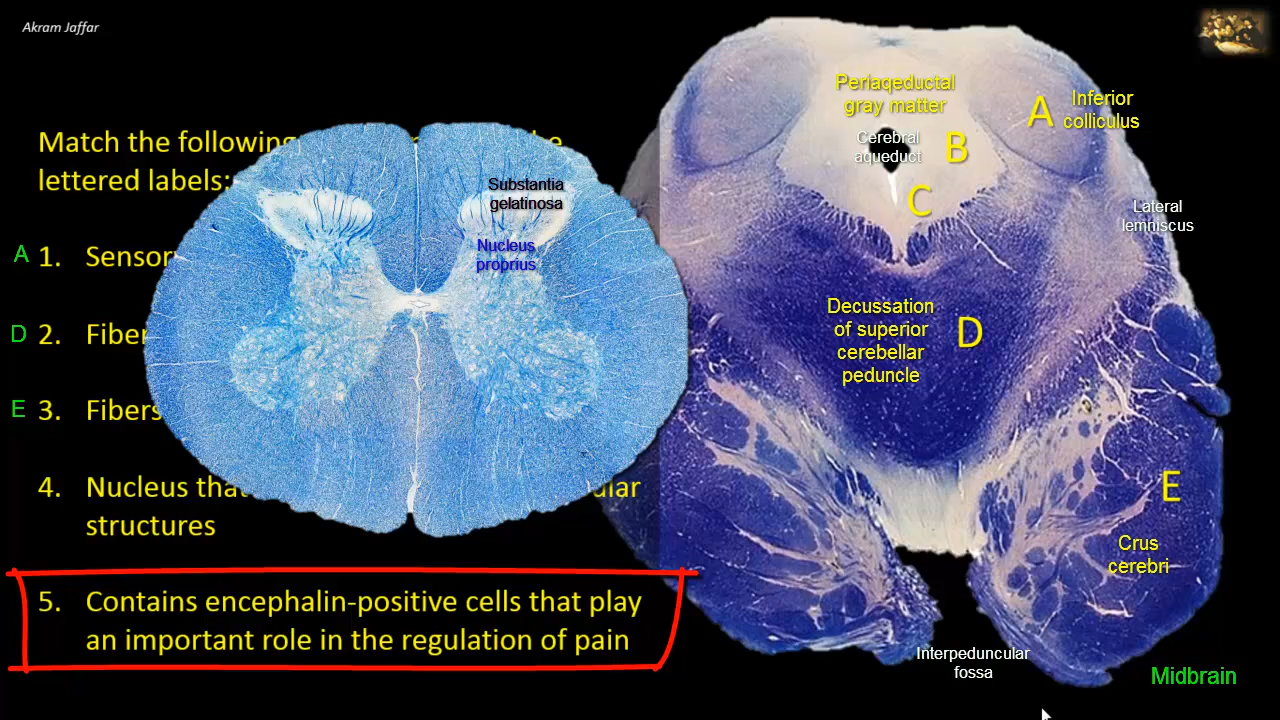 Akram Jaffar
Match the following
lettered labels:
A 1. Sensor
D 2. Fiber
E 3. Fibers
4. Nucleus that
structures
5. Contains encephalin-positive cells that play
an important role in the regulation of pain
Substantia
gelatinosa
Nucleus
proprius
Periaqeductal
gray matter
Cerebral
aqueduct
B
C
A
Inferior
colliculus
Lateral
lemniscus
Decussation
of superior
cerebellar
peduncle
D
E
Crus
cerebri
Interpeduncular
fossa
Midbrain